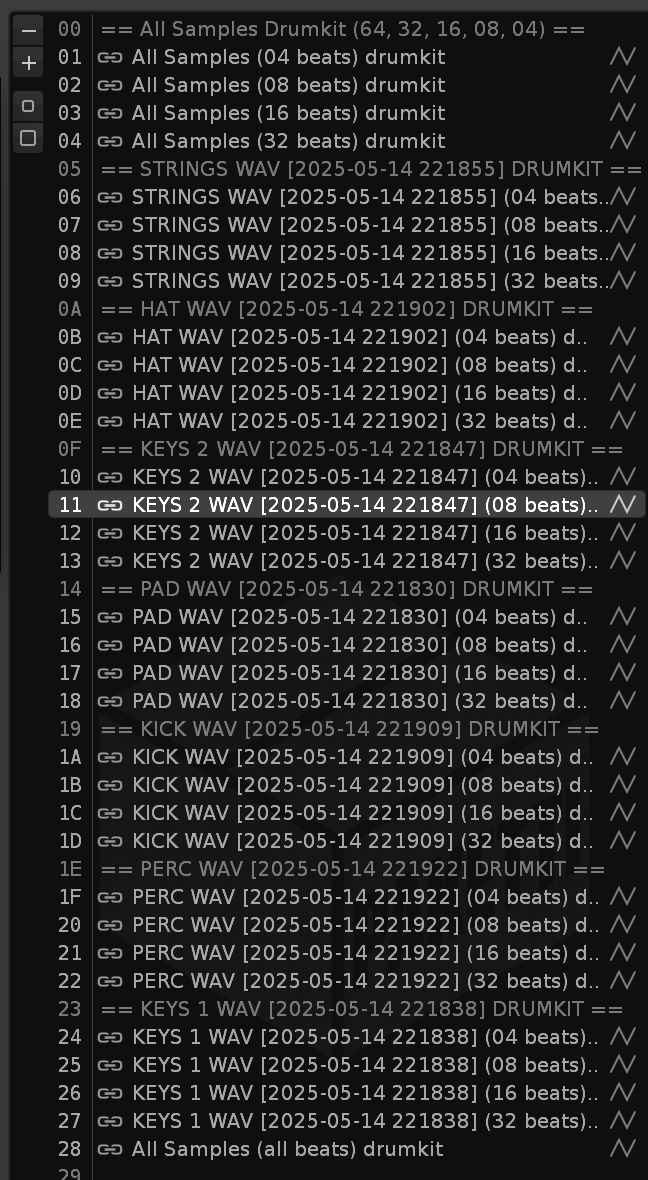 00 == All Samples Drumkit (64, 32, 16, 08, 04) ==
01 All Samples (04 beats) drumkit
02 All Samples (08 beats) drumkit
03 All Samples (16 beats) drumkit
04 All Samples (32 beats) drumkit
05 == STRINGS WAV [2025-05-14 221855] DRUMKIT ==
06 STRINGS WAV [2025-05-14 221855] (04 beats..
07 STRINGS WAV [2025-05-14 221855] (08 beats..
08 STRINGS WAV [2025-05-14 221855] (16 beats..
09 STRINGS WAV [2025-05-14 221855] (32 beats..
0A == HAT WAV [2025-05-14 221902] DRUMKIT ==
0B HAT WAV [2025-05-14 221902] (04 beats) d..
0C HAT WAV [2025-05-14 221902] (08 beats) d..
0D HAT WAV [2025-05-14 221902] (16 beats) d..
0E HAT WAV [2025-05-14 221902] (32 beats) d..
0F == KEYS 2 WAV [2025-05-14 221847] DRUMKIT ==
10 KEYS 2 WAV [2025-05-14 221847] (04 beats)..
11 KEYS 2 WAV [2025-05-14 221847] (08 beats)..
12 KEYS 2 WAV [2025-05-14 221847] (16 beats)..
13 KEYS 2 WAV [2025-05-14 221847] (32 beats)..
14 == PAD WAV [2025-05-14 221830] DRUMKIT ==
15 PAD WAV [2025-05-14 221830] (04 beats) d..
16 PAD WAV [2025-05-14 221830] (08 beats) d..
17 PAD WAV [2025-05-14 221830] (16 beats) d..
18 PAD WAV [2025-05-14 221830] (32 beats) d..
19 == KICK WAV [2025-05-14 221909] DRUMKIT ==
1A KICK WAV [2025-05-14 221909] (04 beats) d..
1B KICK WAV [2025-05-14 221909] (08 beats) d..
1C KICK WAV [2025-05-14 221909] (16 beats) d..
1D KICK WAV [2025-05-14 221909] (32 beats) d..
1E == PERC WAV [2025-05-14 221922] DRUMKIT ==
1F PERC WAV [2025-05-14 221922] (04 beats) d..
20 PERC WAV [2025-05-14 221922] (08 beats) d..
21 PERC WAV [2025-05-14 221922] (16 beats) d..
22 PERC WAV [2025-05-14 221922] (32 beats) d..
23 == KEYS 1 WAV [2025-05-14 221838] DRUMKIT ==
24 KEYS 1 WAV [2025-05-14 221838] (04 beats)..
25 KEYS 1 WAV [2025-05-14 221838] (08 beats)..
26 KEYS 1 WAV [2025-05-14 221838] (16 beats)..
27 KEYS 1 WAV [2025-05-14 221838] (32 beats)..
28 All Samples (all beats) drumkit
29